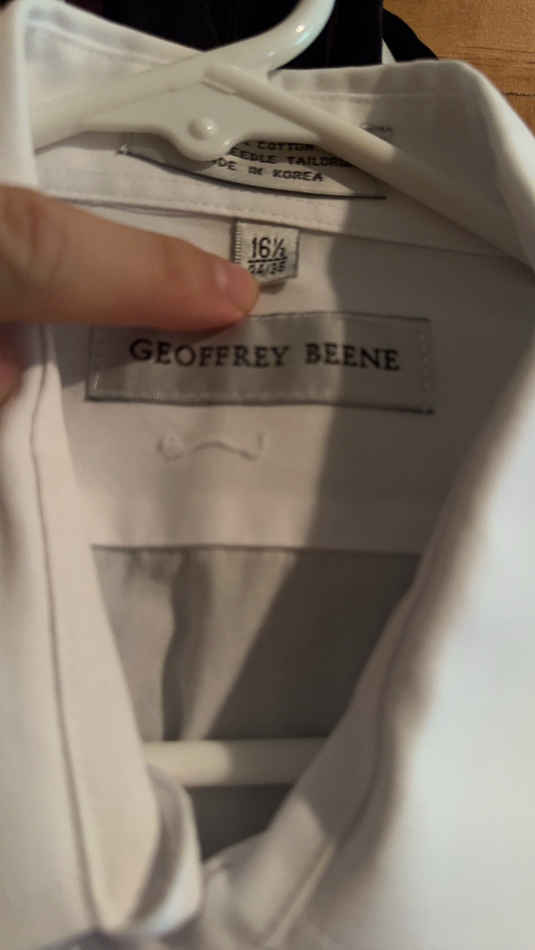 COTTON
NEEDLE TAILORED
MADE IN KOREA
16½
34/35
GEOFFREY BEENE